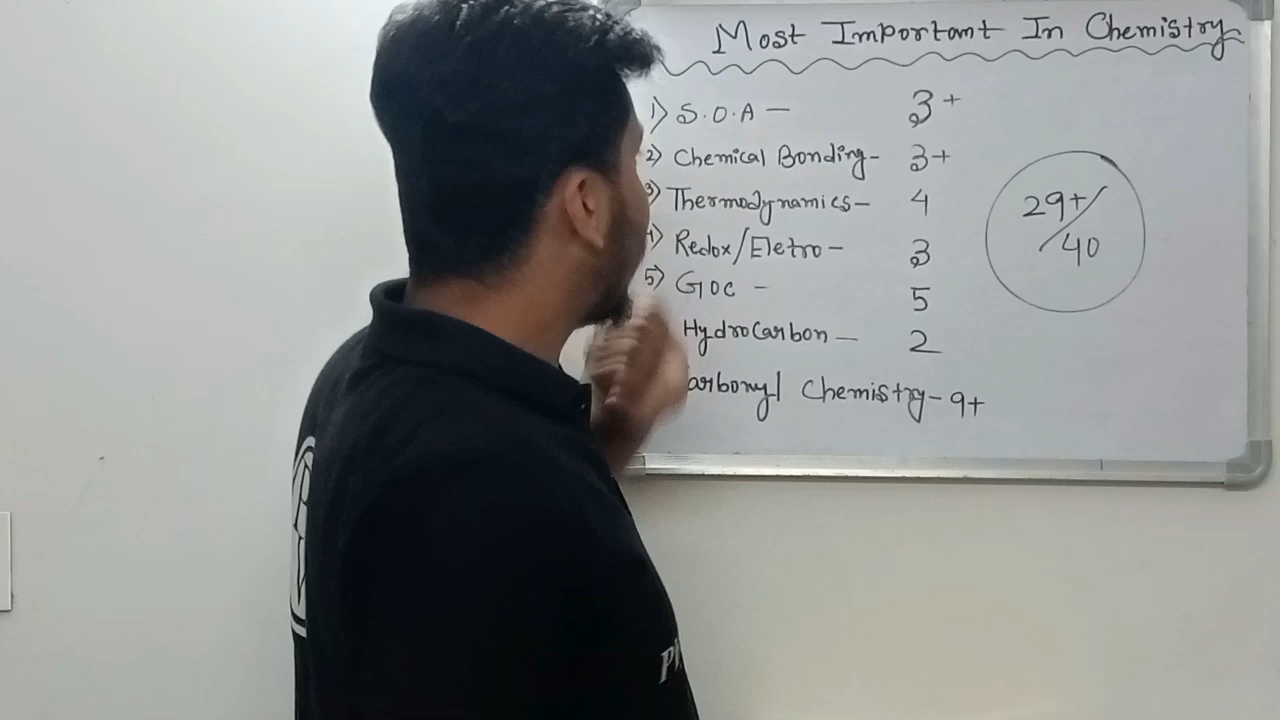 Most Important In Chemistry
1) S.O.A — 3+
2) Chemical Bonding- 3+
3) Thermodynamics- 4
4) Redox/Eletro - 3
5) GOC - 5
HydroCarbon — 2
arbonyl Chemistry- 9+
29+/40